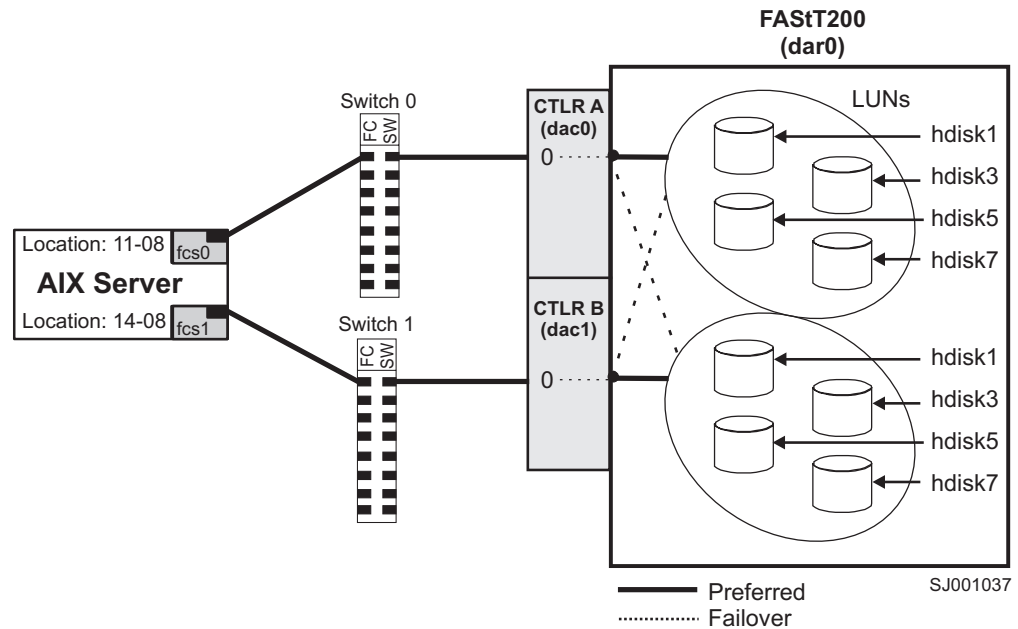 FAStT200
(dar0)
Switch 0
FC
SW
CTLR A
(dac0)
0
LUNs
hdisk1
hdisk3
hdisk5
hdisk7
Location: 11-08
fcs0
AIX Server
Location: 14-08
fcs1
Switch 1
FC
SW
CTLR B
(dac1)
0
hdisk1
hdisk3
hdisk5
hdisk7
Preferred
Failover
SJ001037